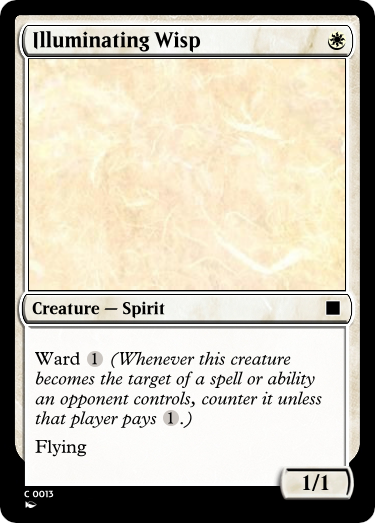 Illuminating Wisp
Creature — Spirit
Ward 1 (Whenever this creature
becomes the target of a spell or ability
an opponent controls, counter it unless
that player pays 1.)
Flying
1/1
C 0013